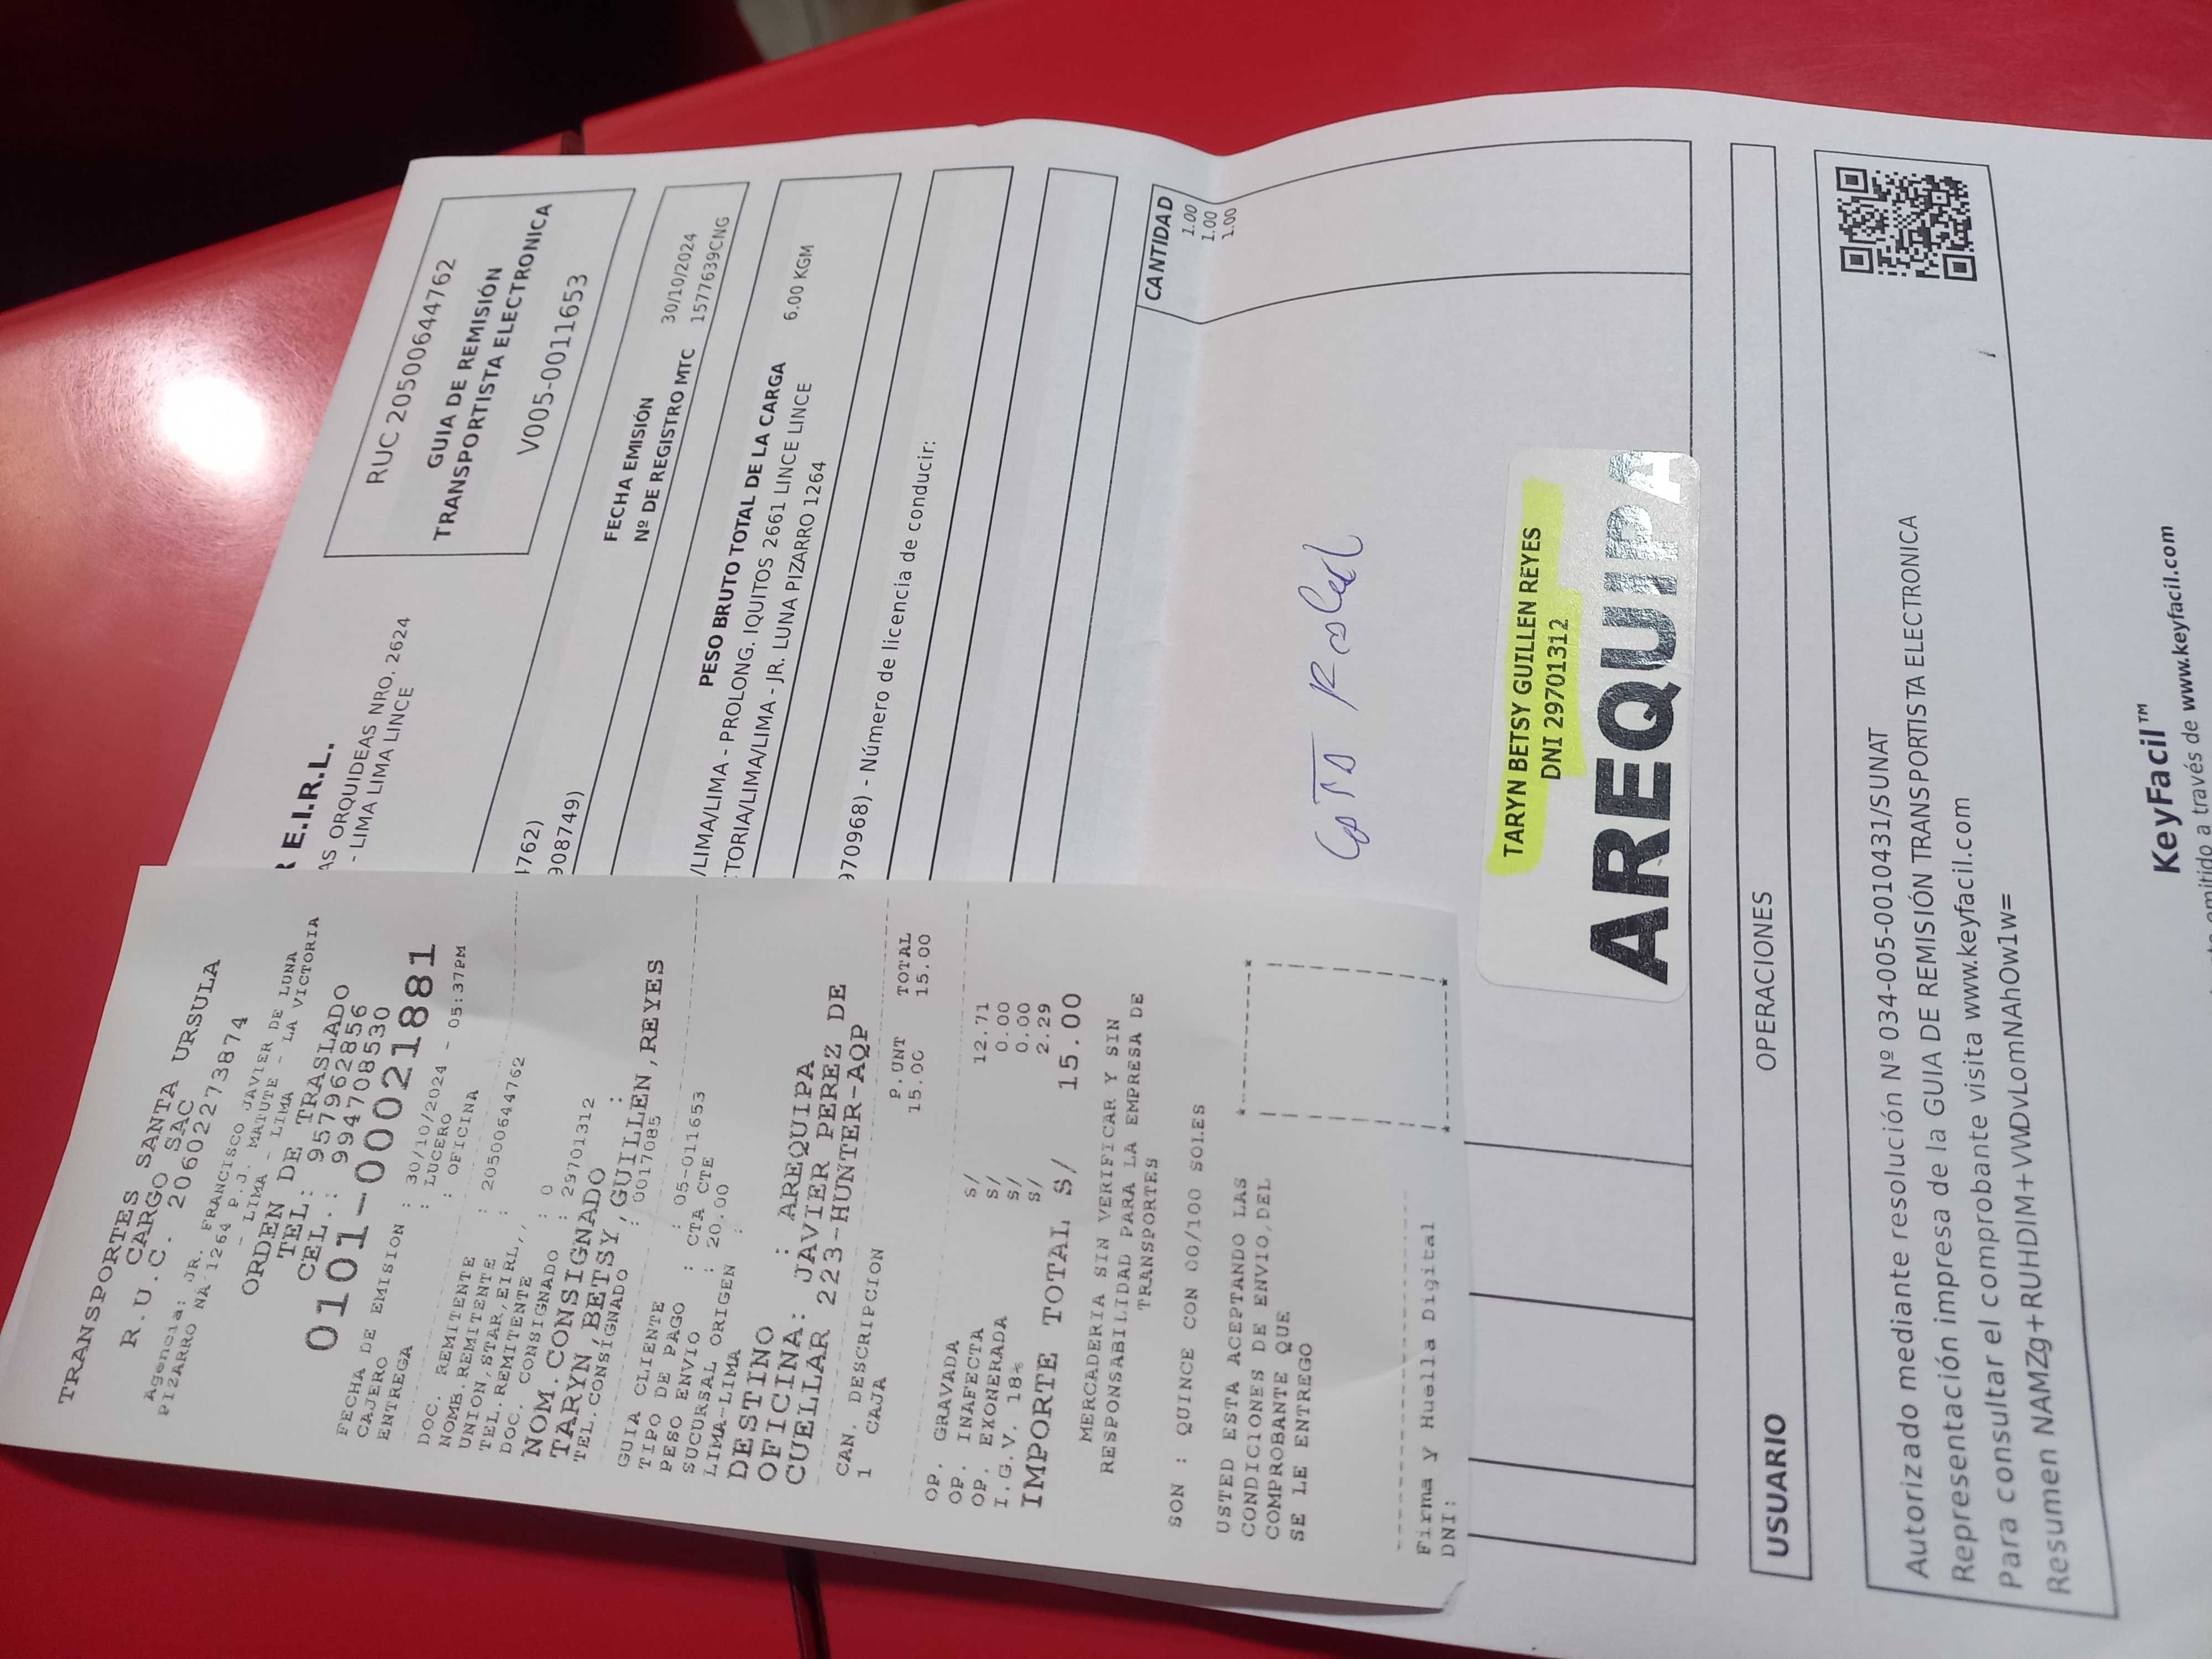 TRANSPORTES CARGO SANTA URSULA
SAC
R.U.C. 20602273874
Agencia: JR. FRANCISCO JAVIER DE LUNA
PIZARRO NA 1264 P.J. MATUTE - LA VICTORIA
- LIMA - LIMA
ORDEN DE TRASLADO
TEL: 957962856
CEL.: 994708530
0101-00021881
FECHA DE EMISION : 30/10/2024 - 05:37PM
CAJERO : LUCERO
ENTREGA : OFICINA
DOC. REMITENTE : 20500644762
NOMB.REMITENTE :
UNION,STAR,EIRL,,
TEL.REMITENTE :
DOC. CONSIGNADO : 29701312
NOM.CONSIGNADO :
TARYN,BETSY,GUILLEN,REYES
TEL.CONSIGNADO :
GUIA CLIENTE : 05-011653
TIPO DE PAGO : CTA CTE
PESO ENVIO : 20.00
SUCURSAL ORIGEN :
LIMA-LIMA
DESTINO : AREQUIPA
OFICINA: JAVIER PEREZ DE
CUELLAR 223-HUNTER-AQP
CAN. DESCRIPCION P.UNT TOTAL
1 CAJA 15.00 15.00
OP. GRAVADA S/ 12.71
OP. INAFECTA S/ 0.00
OP. EXONERADA S/ 0.00
I.G.V. 18% S/ 2.29
IMPORTE TOTAL S/ 15.00
MERCADERIA SIN VERIFICAR Y SIN
RESPONSABILIDAD PARA LA EMPRESA DE
TRANSPORTES
SON : QUINCE CON 00/100 SOLES
USTED ESTA ACEPTANDO LAS
CONDICIONES DE ENVIO,DEL
COMPROBANTE QUE
SE LE ENTREGO
Firma y Huella Digital
DNI:
R E.I.R.L.
AS ORQUIDEAS NRO. 2624
- LIMA LIMA LINCE
RUC 20500644762
GUIA DE REMISIÓN
TRANSPORTISTA ELECTRONICA
V005-0011653
FECHA EMISIÓN 30/10/2024
Nº DE REGISTRO MTC 1577639CNG
4762)
908749)
PESO BRUTO TOTAL DE LA CARGA 6.00 KGM
/LIMA/LIMA - PROLONG. IQUITOS 2661 LINCE LINCE
TORIA/LIMA/LIMA - JR. LUNA PIZARRO 1264
970968) - Número de licencia de conducir:
CANTIDAD
1.00
1.00
1.00
TARYN BETSY GUILLEN REYES
DNI 29701312
AREQUIPA
USUARIO OPERACIONES
Autorizado mediante resolución Nº 034-005-0010431/SUNAT
Representación impresa de la GUIA DE REMISIÓN TRANSPORTISTA ELECTRONICA
Para consultar el comprobante visita www.keyfacil.com
Resumen NAMZg+RUHDIM+VWDvLomNAhOw1w=
KeyFacil™
emitido a través de www.keyfacil.com